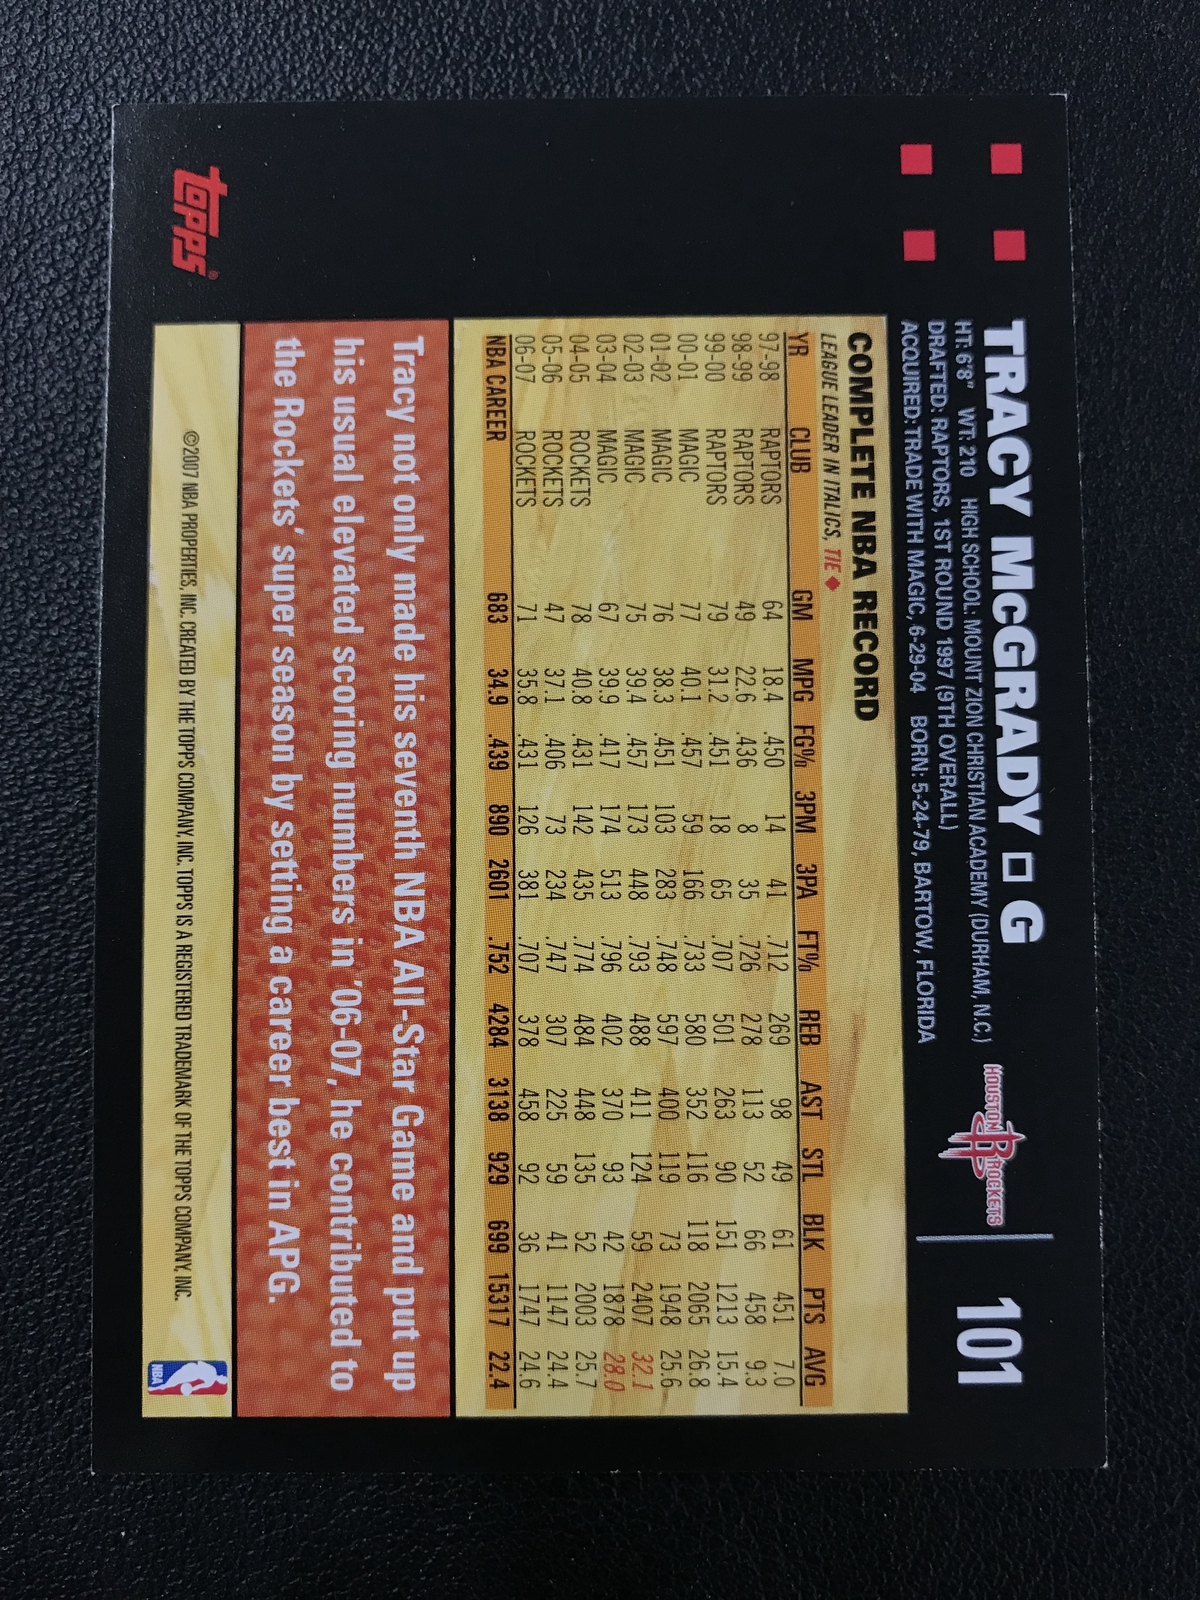 TRACY McGRADY □ G
HOUSTON ROCKETS
101
HT: 6'8" WT: 210 HIGH SCHOOL: MOUNT ZION CHRISTIAN ACADEMY (DURHAM, N.C.)
DRAFTED: RAPTORS, 1ST ROUND 1997 (9TH OVERALL)
ACQUIRED: TRADE WITH MAGIC, 6-29-04 BORN: 5-24-79, BARTOW, FLORIDA
COMPLETE NBA RECORD
LEAGUE LEADER IN ITALICS, TIE ◆
YR CLUB GM MPG FG% 3PM 3PA FT% REB AST STL BLK PTS AVG
97-98 RAPTORS 64 18.4 .450 14 41 .712 269 98 49 61 451 7.0
98-99 RAPTORS 49 22.6 .436 8 35 .726 278 113 52 66 458 9.3
99-00 RAPTORS 79 31.2 .451 18 65 .707 501 263 90 151 1213 15.4
00-01 MAGIC 77 40.1 .457 59 166 .733 580 352 116 118 2065 26.8
01-02 MAGIC 76 38.3 .451 103 283 .748 597 400 119 73 1948 25.6
02-03 MAGIC 75 39.4 .457 173 448 .793 488 411 124 59 2407 32.1
03-04 MAGIC 67 39.9 .417 174 513 .796 402 370 93 42 1878 28.0
04-05 ROCKETS 78 40.8 .431 142 435 .774 484 448 135 52 2003 25.7
05-06 ROCKETS 47 37.1 .406 73 234 .747 307 225 59 41 1147 24.4
06-07 ROCKETS 71 35.8 .431 126 381 .707 378 458 92 36 1747 24.6
NBA CAREER 683 34.9 .439 890 2601 .752 4284 3138 929 699 15317 22.4
Tracy not only made his seventh NBA All-Star Game and put up
his usual elevated scoring numbers in '06-07, he contributed to
the Rockets' super season by setting a career best in APG.
©2007 NBA PROPERTIES, INC. CREATED BY THE TOPPS COMPANY, INC. TOPPS IS A REGISTERED TRADEMARK OF THE TOPPS COMPANY, INC.
topps®
NBA